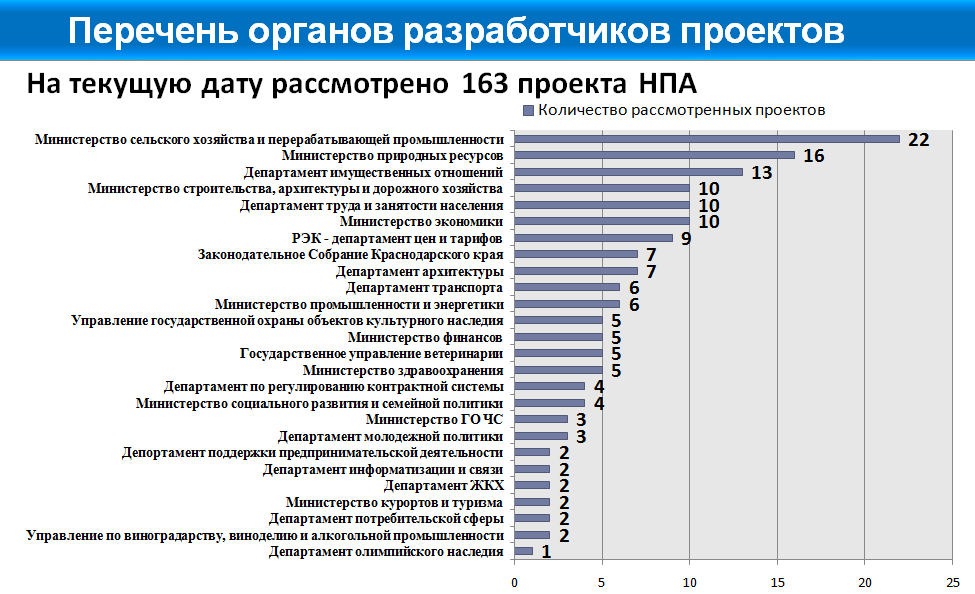 Перечень органов разработчиков проектов
На текущую дату рассмотрено 163 проекта НПА
Количество рассмотренных проектов
Министерство сельского хозяйства и перерабатывающей промышленности 22
Министерство природных ресурсов 16
Департамент имущественных отношений 13
Министерство строительства, архитектуры и дорожного хозяйства 10
Департамент труда и занятости населения 10
Министерство экономики 10
РЭК - департамент цен и тарифов 9
Законодательное Собрание Краснодарского края 7
Департамент архитектуры 7
Департамент транспорта 6
Министерство промышленности и энергетики 6
Управление государственной охраны объектов культурного наследия 5
Министерство финансов 5
Государственное управление ветеринарии 5
Министерство здравоохранения 5
Департамент по регулированию контрактной системы 4
Министерство социального развития и семейной политики 4
Министерство ГО ЧС 3
Департамент молодежной политики 3
Депортамент поддержки предпринимательской деятельности 2
Департамент информатизации и связи 2
Департамент ЖКХ 2
Министерство курортов и туризма 2
Департамент потребительской сферы 2
Управление по виноградарству, виноделию и алкогольной промышленности 2
Департамент олимпийского наследия 1
0 5 10 15 20 25